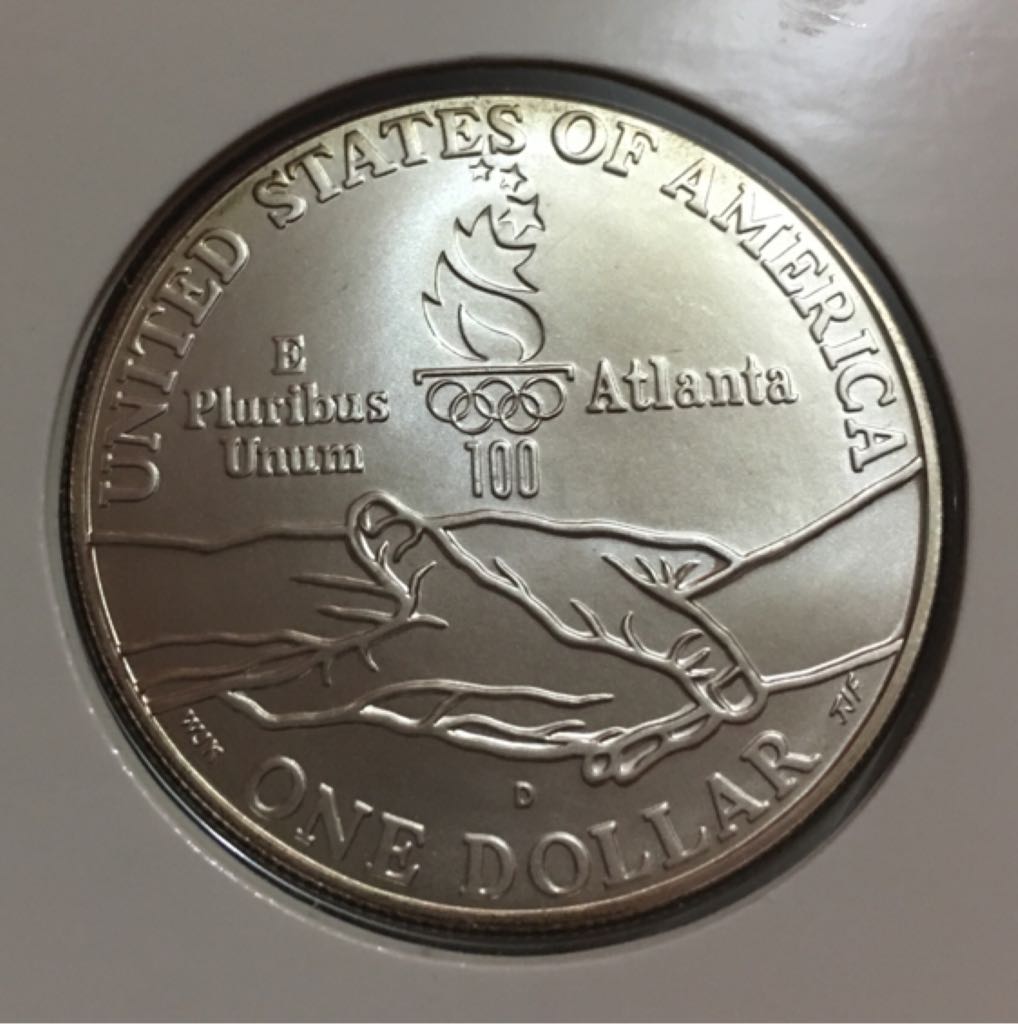 UNITED STATES OF AMERICA
E
Pluribus
Unum
Atlanta
100
D
ONE DOLLAR